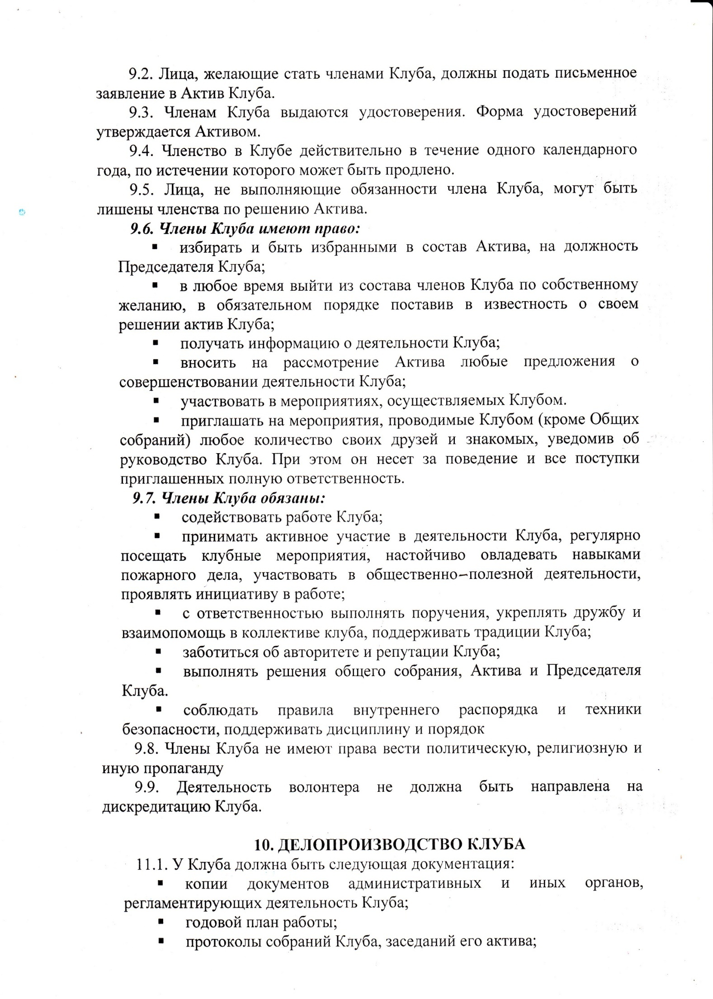 9.2. Лица, желающие стать членами Клуба, должны подать письменное
заявление в Актив Клуба.
9.3. Членам Клуба выдаются удостоверения. Форма удостоверений
утверждается Активом.
9.4. Членство в Клубе действительно в течение одного календарного
года, по истечении которого может быть продлено.
9.5. Лица, не выполняющие обязанности члена Клуба, могут быть
лишены членства по решению Актива.
9.6. Члены Клуба имеют право:
▪ избирать и быть избранными в состав Актива, на должность
Председателя Клуба;
▪ в любое время выйти из состава членов Клуба по собственному
желанию, в обязательном порядке поставив в известность о своем
решении актив Клуба;
▪ получать информацию о деятельности Клуба;
▪ вносить на рассмотрение Актива любые предложения о
совершенствовании деятельности Клуба;
▪ участвовать в мероприятиях, осуществляемых Клубом.
▪ приглашать на мероприятия, проводимые Клубом (кроме Общих
собраний) любое количество своих друзей и знакомых, уведомив об
руководство Клуба. При этом он несет за поведение и все поступки
приглашенных полную ответственность.
9.7. Члены Клуба обязаны:
▪ содействовать работе Клуба;
▪ принимать активное участие в деятельности Клуба, регулярно
посещать клубные мероприятия, настойчиво овладевать навыками
пожарного дела, участвовать в общественно–полезной деятельности,
проявлять инициативу в работе;
▪ с ответственностью выполнять поручения, укреплять дружбу и
взаимопомощь в коллективе клуба, поддерживать традиции Клуба;
▪ заботиться об авторитете и репутации Клуба;
▪ выполнять решения общего собрания, Актива и Председателя
Клуба.
▪ соблюдать правила внутреннего распорядка и техники
безопасности, поддерживать дисциплину и порядок
9.8. Члены Клуба не имеют права вести политическую, религиозную и
иную пропаганду
9.9. Деятельность волонтера не должна быть направлена на
дискредитацию Клуба.
10. ДЕЛОПРОИЗВОДСТВО КЛУБА
11.1. У Клуба должна быть следующая документация:
▪ копии документов административных и иных органов,
регламентирующих деятельность Клуба;
▪ годовой план работы;
▪ протоколы собраний Клуба, заседаний его актива;